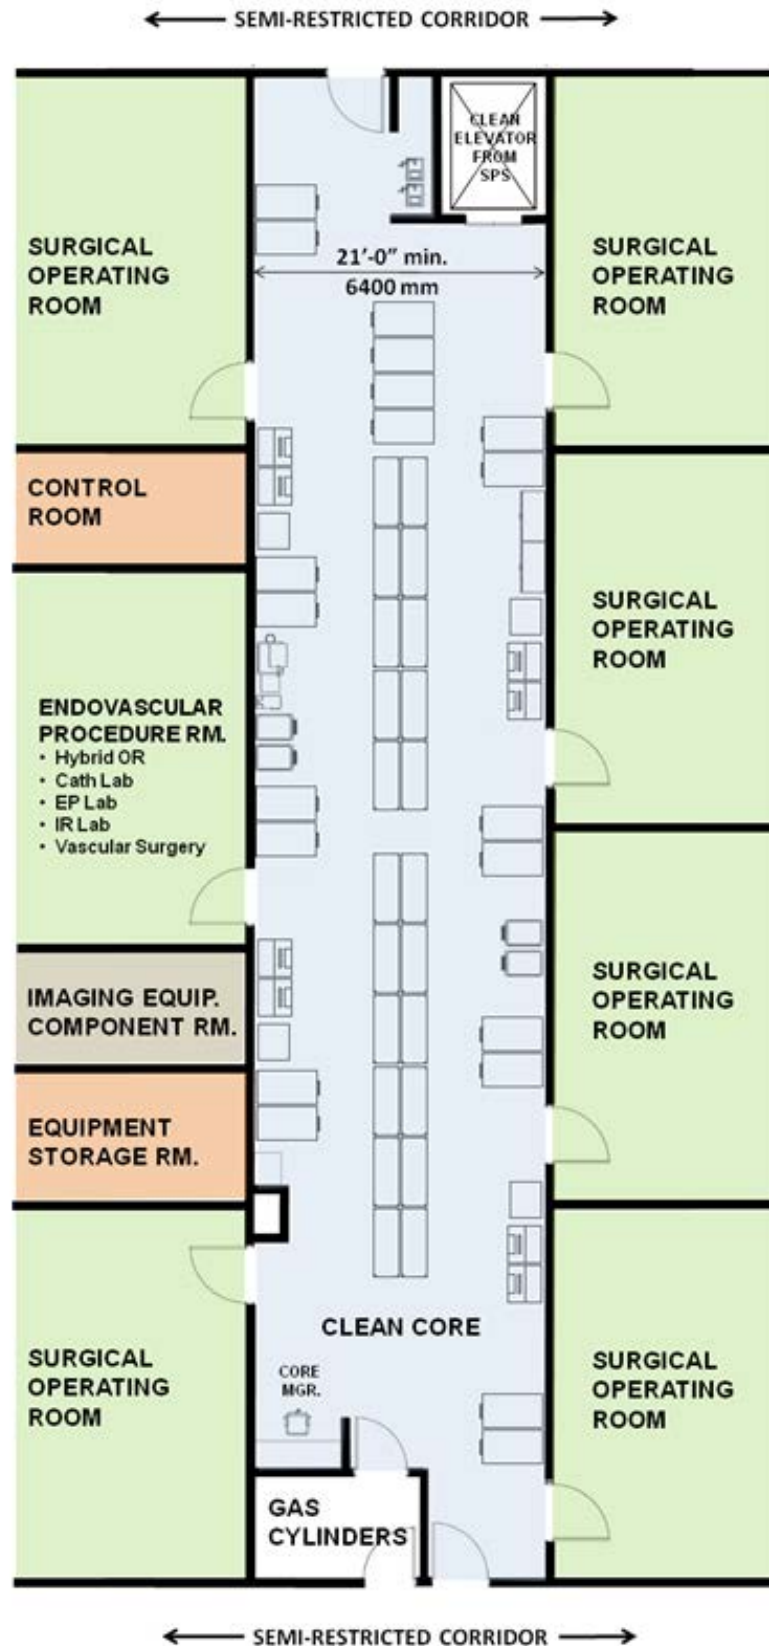 SEMI-RESTRICTED CORRIDOR
CLEAN
ELEVATOR
FROM
SPS
SURGICAL
OPERATING
ROOM
21’-0” min.
6400 mm
SURGICAL
OPERATING
ROOM
CONTROL
ROOM
SURGICAL
OPERATING
ROOM
ENDOVASCULAR
PROCEDURE RM.
• Hybrid OR
• Cath Lab
• EP Lab
• IR Lab
• Vascular Surgery
IMAGING EQUIP.
COMPONENT RM.
SURGICAL
OPERATING
ROOM
EQUIPMENT
STORAGE RM.
CLEAN CORE
SURGICAL
OPERATING
ROOM
CORE
MGR.
SURGICAL
OPERATING
ROOM
GAS
CYLINDERS
SEMI-RESTRICTED CORRIDOR